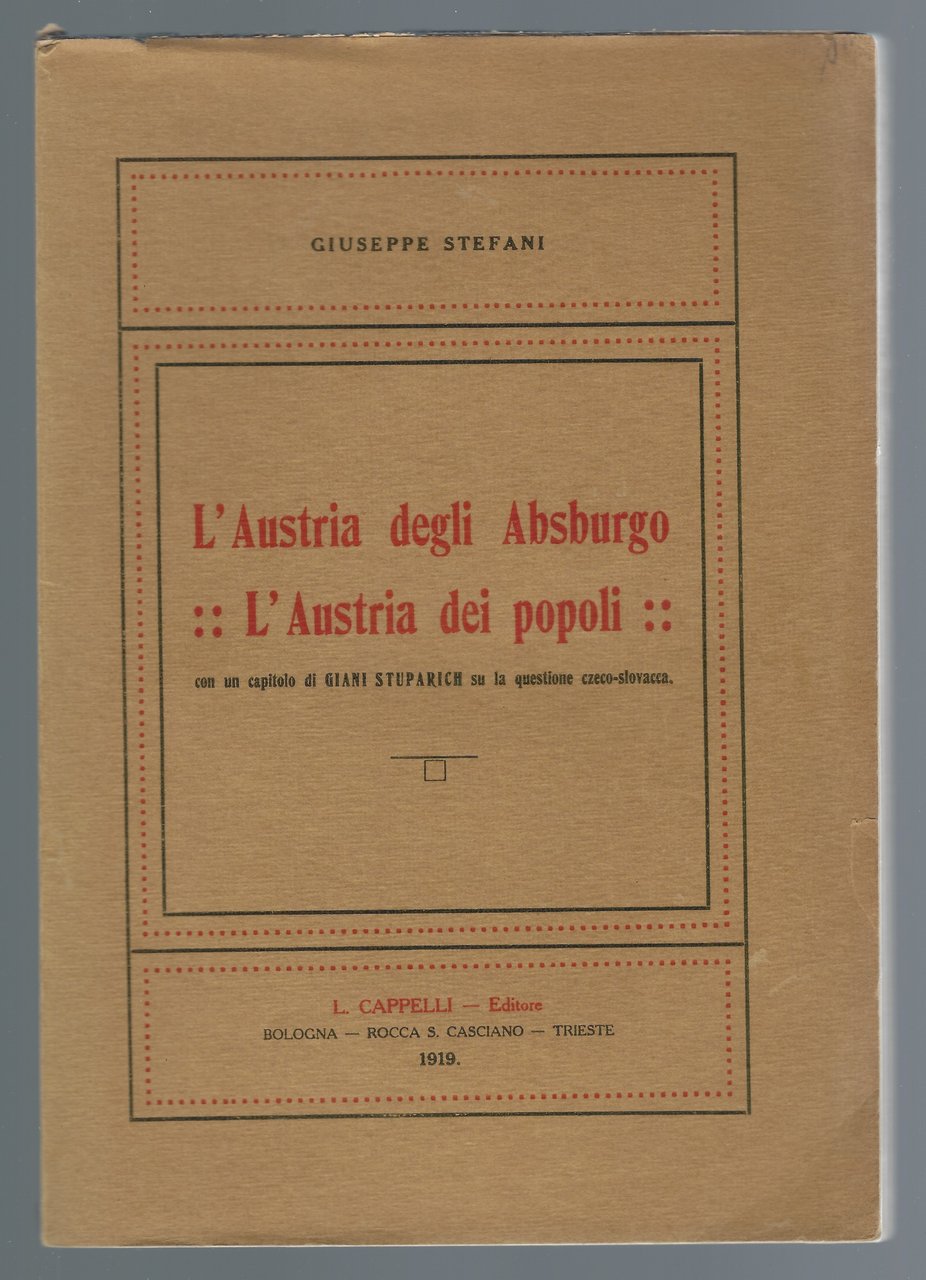 GIUSEPPE STEFANI
L'Austria degli Absburgo
:: L'Austria dei popoli ::
con un capitolo di GIANI STUPARICH su la questione czeco-slovacca.
L. CAPPELLI — Editore
BOLOGNA — ROCCA S. CASCIANO — TRIESTE
1919.